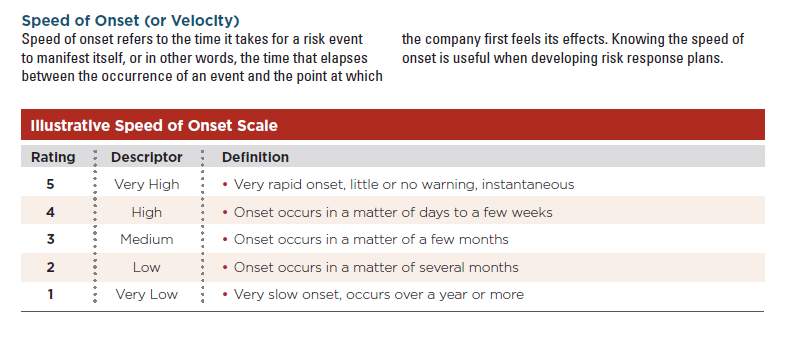 Speed of Onset (or Velocity)
Speed of onset refers to the time it takes for a risk event
to manifest itself, or in other words, the time that elapses
between the occurrence of an event and the point at which
the company first feels its effects. Knowing the speed of
onset is useful when developing risk response plans.
Illustrative Speed of Onset Scale
Rating Descriptor Definition
5 Very High • Very rapid onset, little or no warning, instantaneous
4 High • Onset occurs in a matter of days to a few weeks
3 Medium • Onset occurs in a matter of a few months
2 Low • Onset occurs in a matter of several months
1 Very Low • Very slow onset, occurs over a year or more